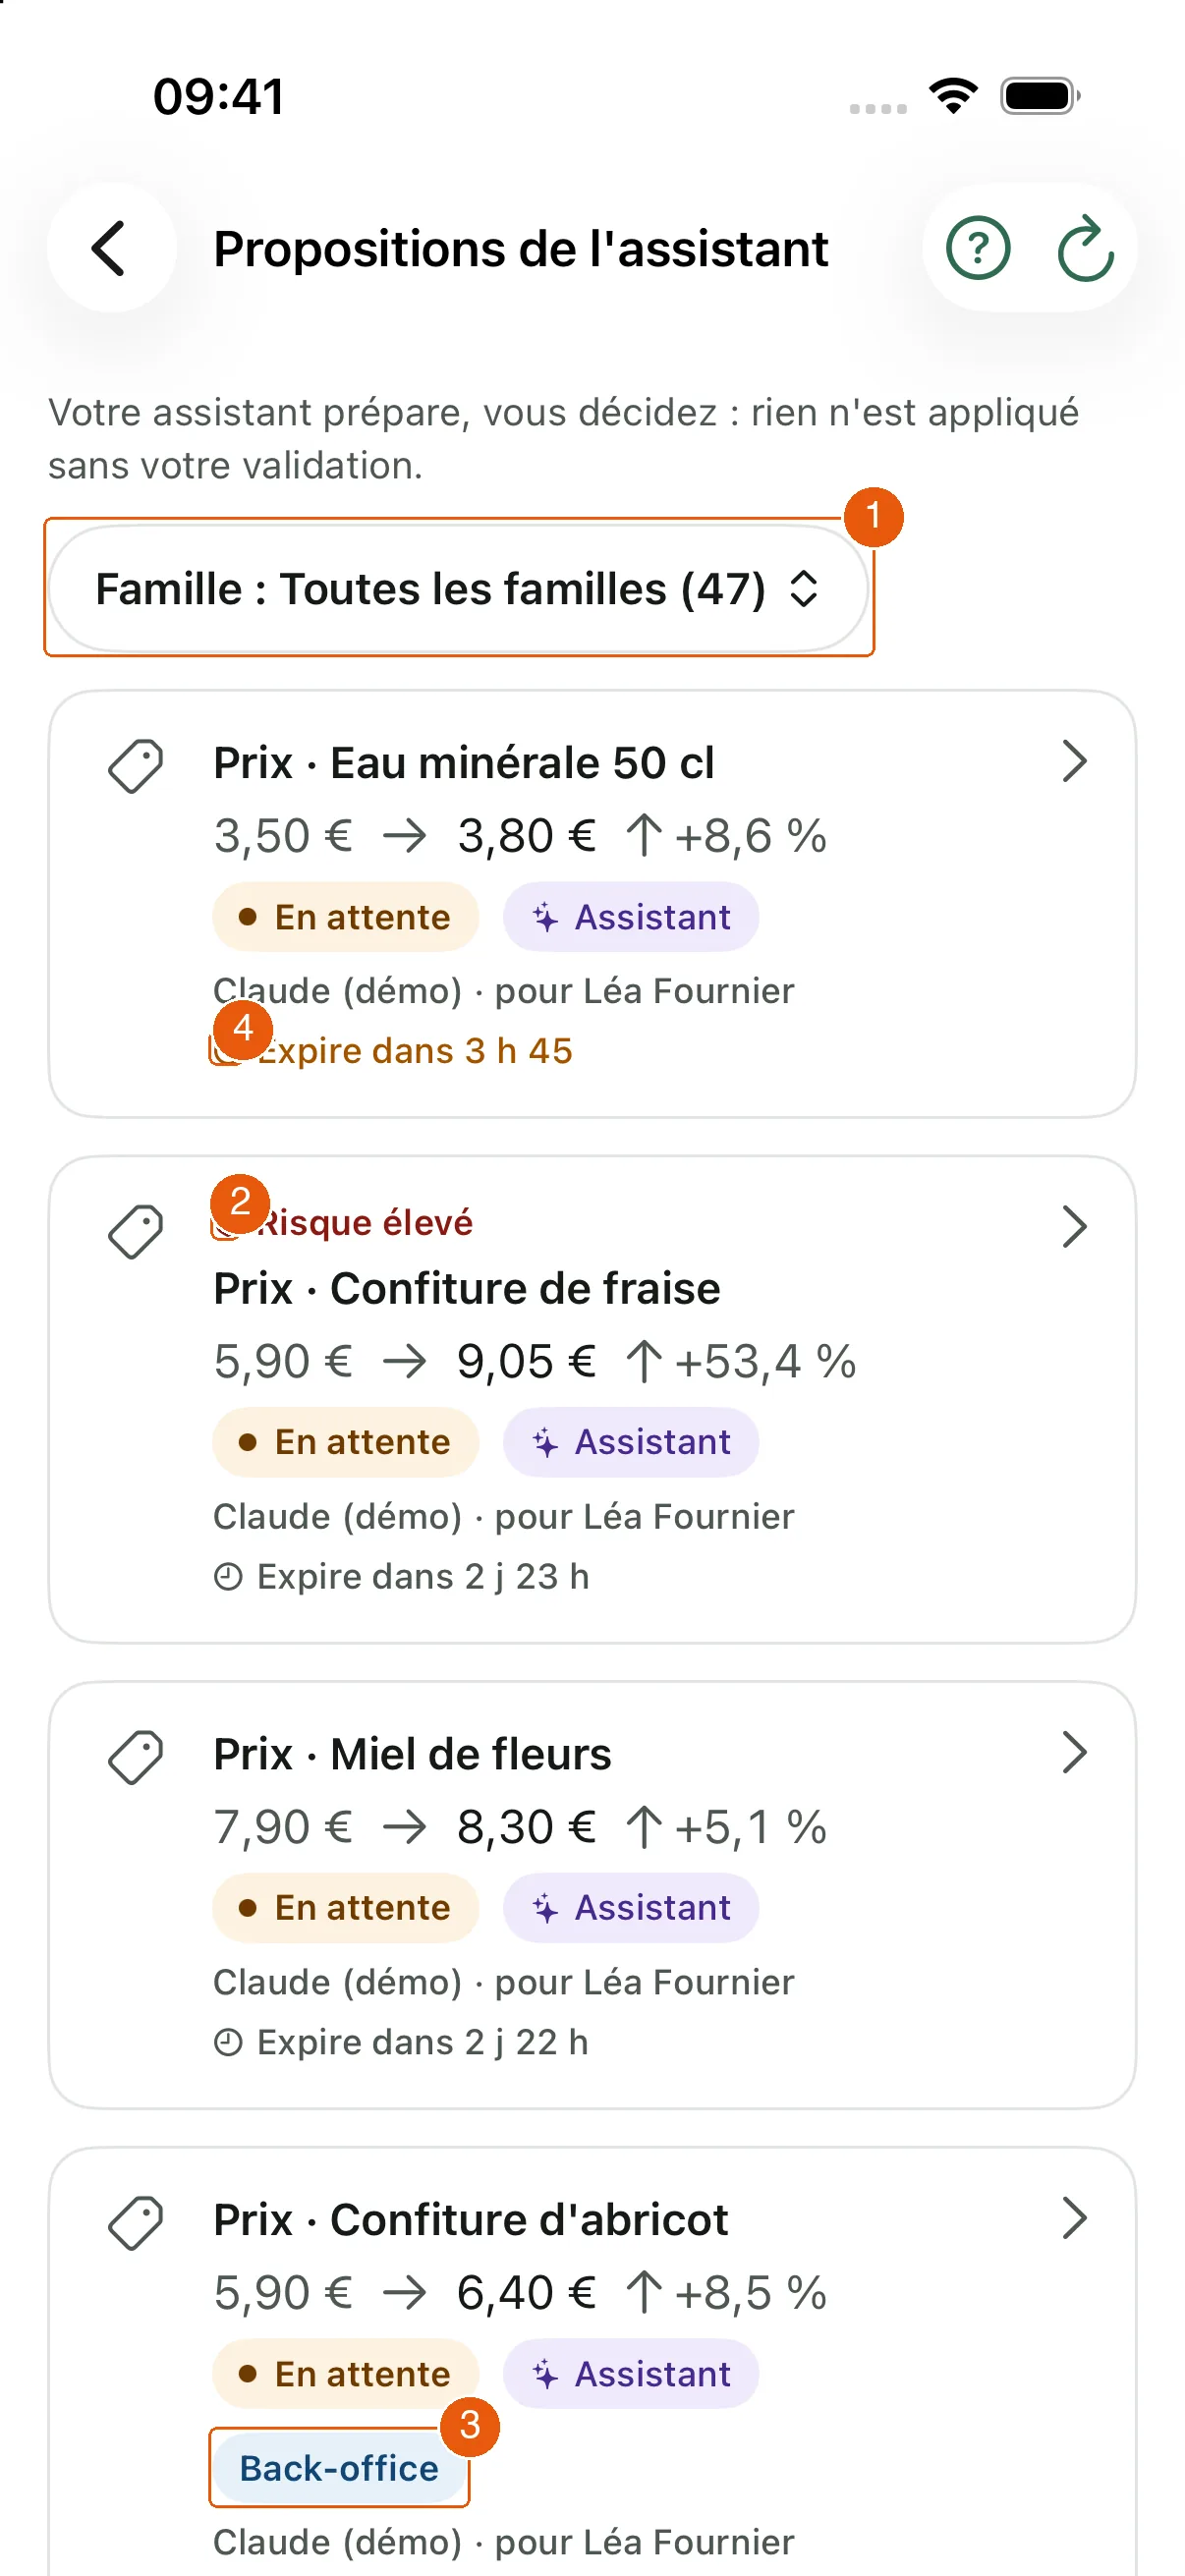 09:41
Propositions de l'assistant
?
Votre assistant prépare, vous décidez : rien n'est appliqué
sans votre validation.
1
Famille : Toutes les familles (47)
Prix · Eau minérale 50 cl
3,50 € → 3,80 € ↑ +8,6 %
En attente Assistant
Claude (démo) · pour Léa Fournier
4
Expire dans 3 h 45
2
Risque élevé
Prix · Confiture de fraise
5,90 € → 9,05 € ↑ +53,4 %
En attente Assistant
Claude (démo) · pour Léa Fournier
Expire dans 2 j 23 h
Prix · Miel de fleurs
7,90 € → 8,30 € ↑ +5,1 %
En attente Assistant
Claude (démo) · pour Léa Fournier
Expire dans 2 j 22 h
Prix · Confiture d'abricot
5,90 € → 6,40 € ↑ +8,5 %
En attente Assistant
3
Back-office
Claude (démo) · pour Léa Fournier